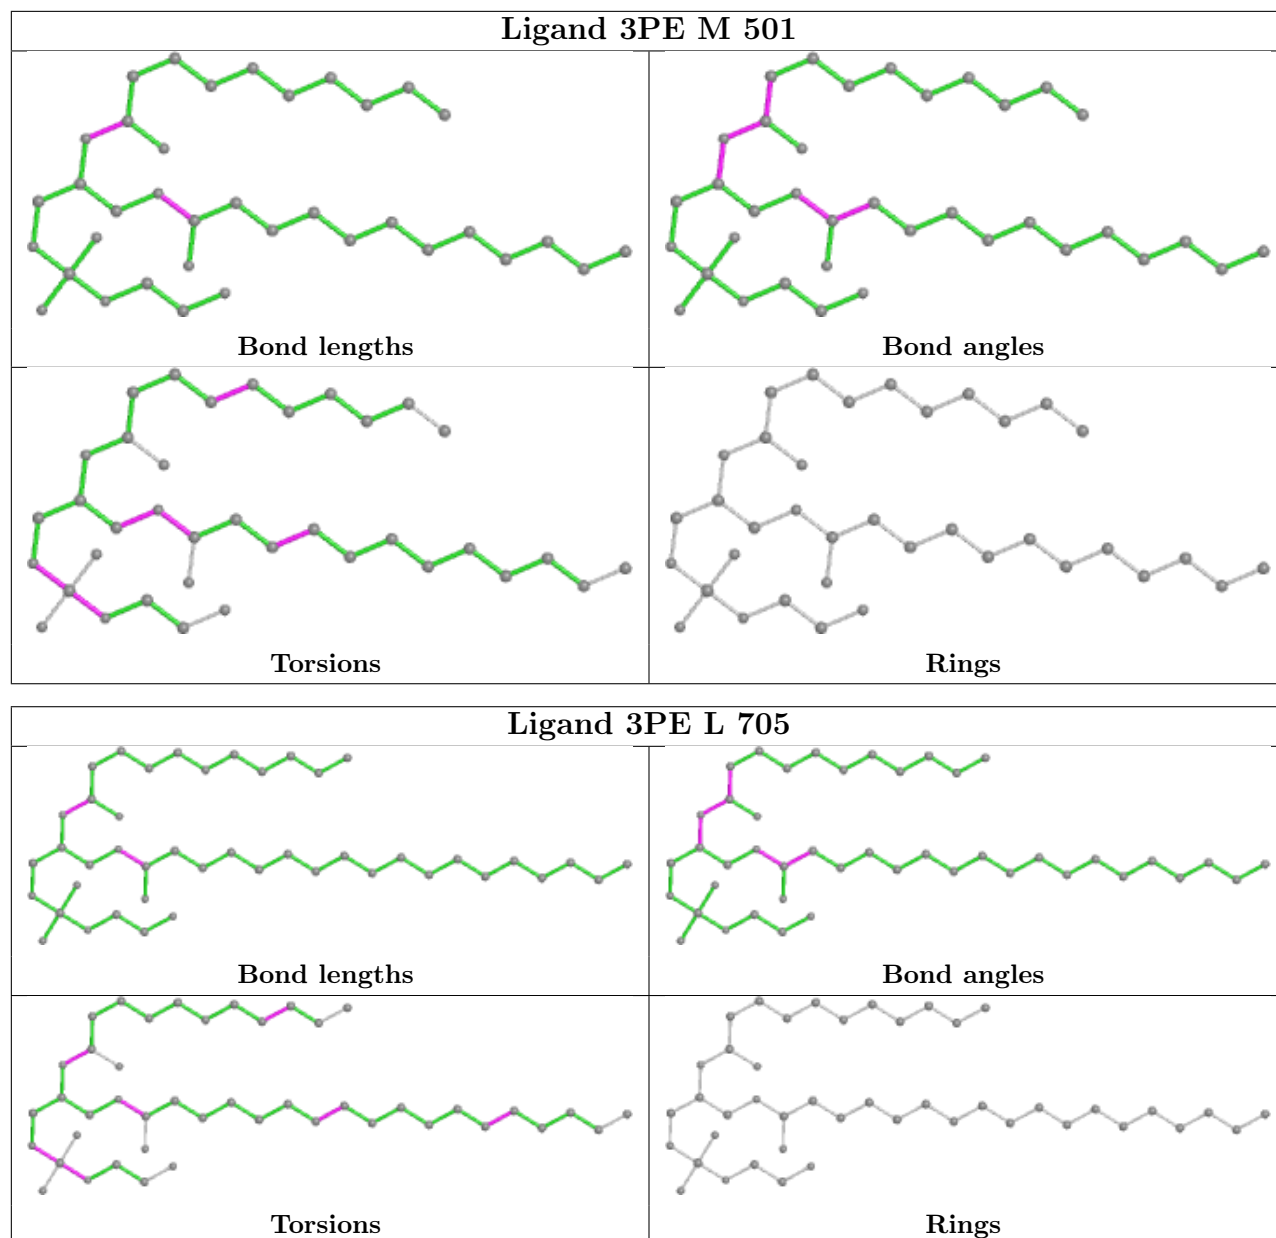 Ligand 3PE M 501
Bond lengths
Bond angles
Torsions
Rings
Ligand 3PE L 705
Bond lengths
Bond angles
Torsions
Rings